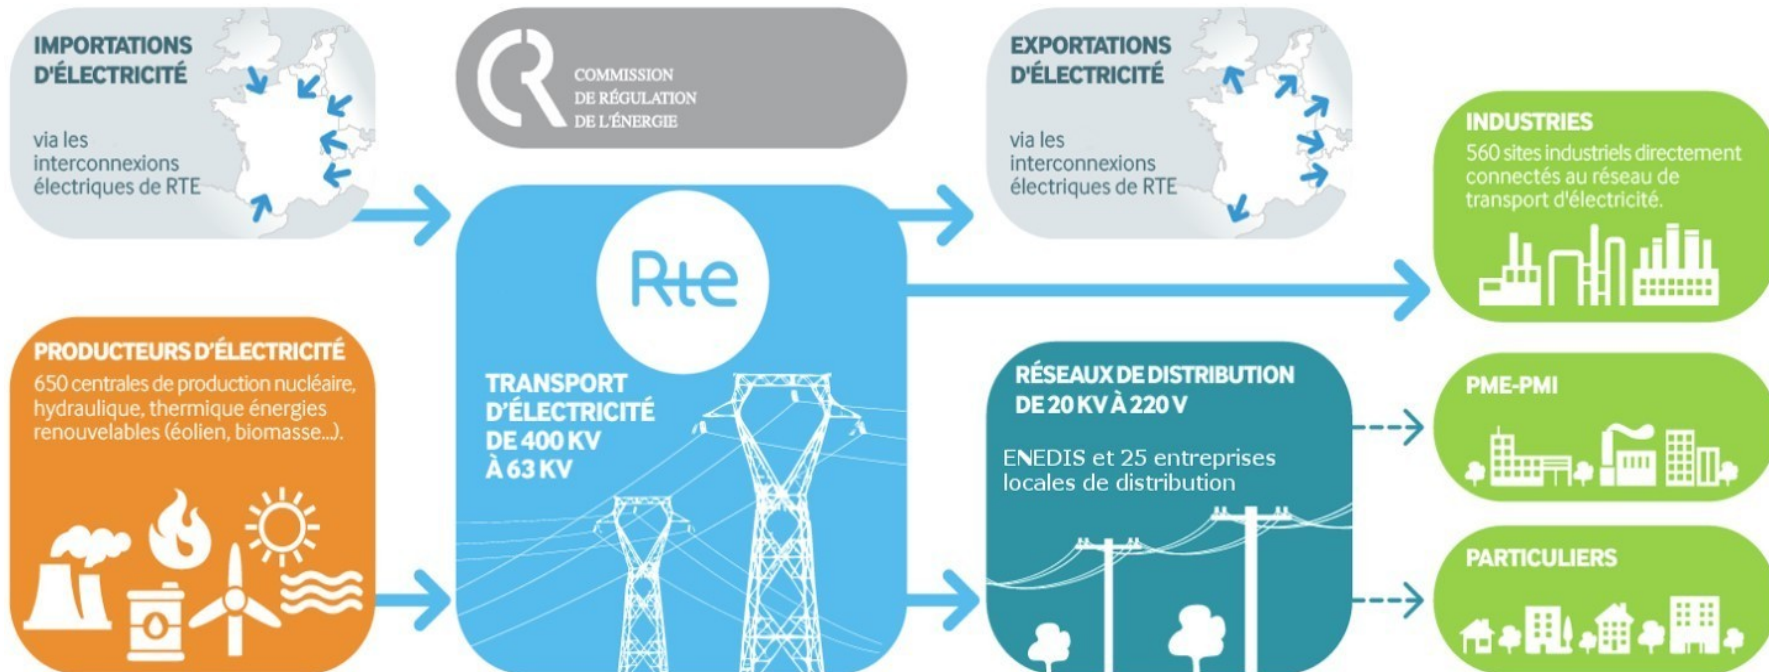 IMPORTATIONS
D'ÉLECTRICITÉ
via les
interconnexions
électriques de RTE
COMMISSION
DE RÉGULATION
DE L'ÉNERGIE
EXPORTATIONS
D'ÉLECTRICITÉ
via les
interconnexions
électriques de RTE
INDUSTRIES
560 sites industriels directement
connectés au réseau de
transport d'électricité.
Rte
PRODUCTEURS D'ÉLECTRICITÉ
650 centrales de production nucléaire,
hydraulique, thermique énergies
renouvelables (éolien, biomasse...).
TRANSPORT
D'ÉLECTRICITÉ
DE 400 KV
À 63 KV
RÉSEAUX DE DISTRIBUTION
DE 20 KV À 220 V
ENEDIS et 25 entreprises
locales de distribution
PME-PMI
PARTICULIERS